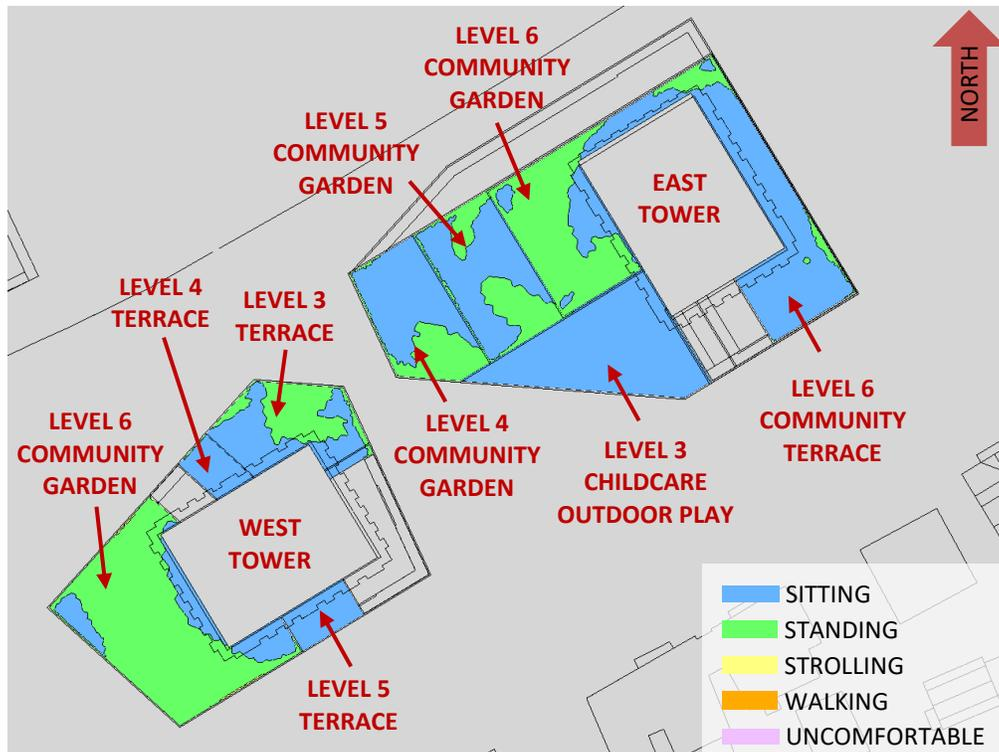 LEVEL 6
COMMUNITY
GARDEN
NORTH
LEVEL 5
COMMUNITY
GARDEN
EAST
TOWER
LEVEL 4
TERRACE
LEVEL 3
TERRACE
LEVEL 6
COMMUNITY
GARDEN
LEVEL 4
COMMUNITY
GARDEN
LEVEL 3
CHILDCARE
OUTDOOR PLAY
LEVEL 6
COMMUNITY
TERRACE
WEST
TOWER
LEVEL 5
TERRACE
SITTING
STANDING
STROLLING
WALKING
UNCOMFORTABLE